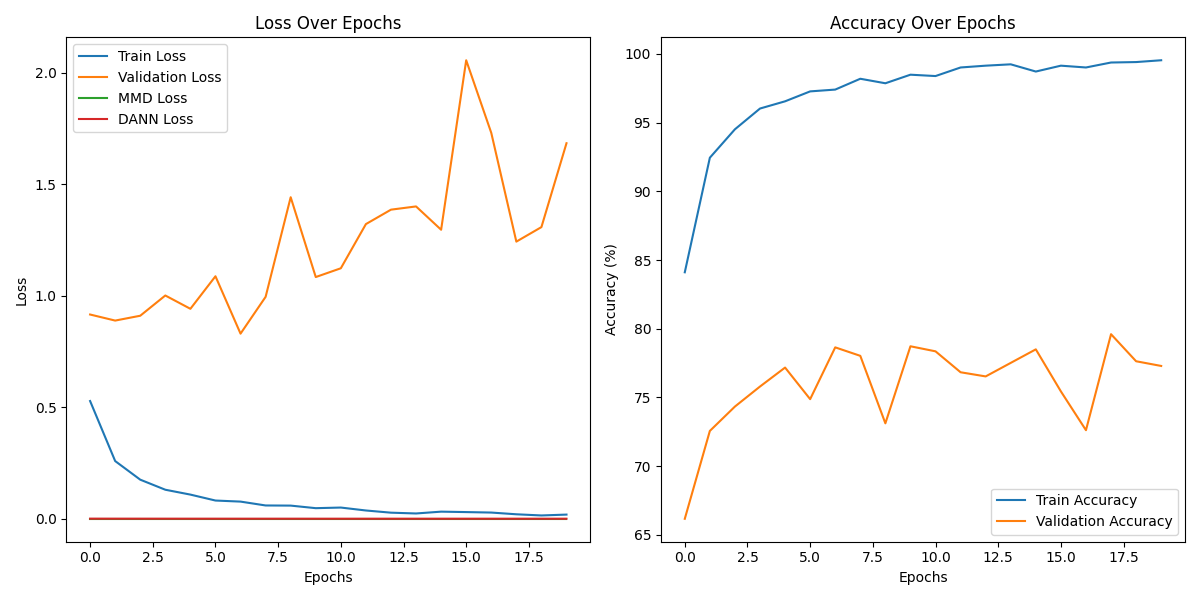 Loss Over Epochs
Train Loss
Validation Loss
MMD Loss
DANN Loss
2.0
1.5
1.0
0.5
0.0
Loss
0.0 2.5 5.0 7.5 10.0 12.5 15.0 17.5
Epochs
Accuracy Over Epochs
100
95
90
85
80
75
70
65
Accuracy (%)
Train Accuracy
Validation Accuracy
0.0 2.5 5.0 7.5 10.0 12.5 15.0 17.5
Epochs